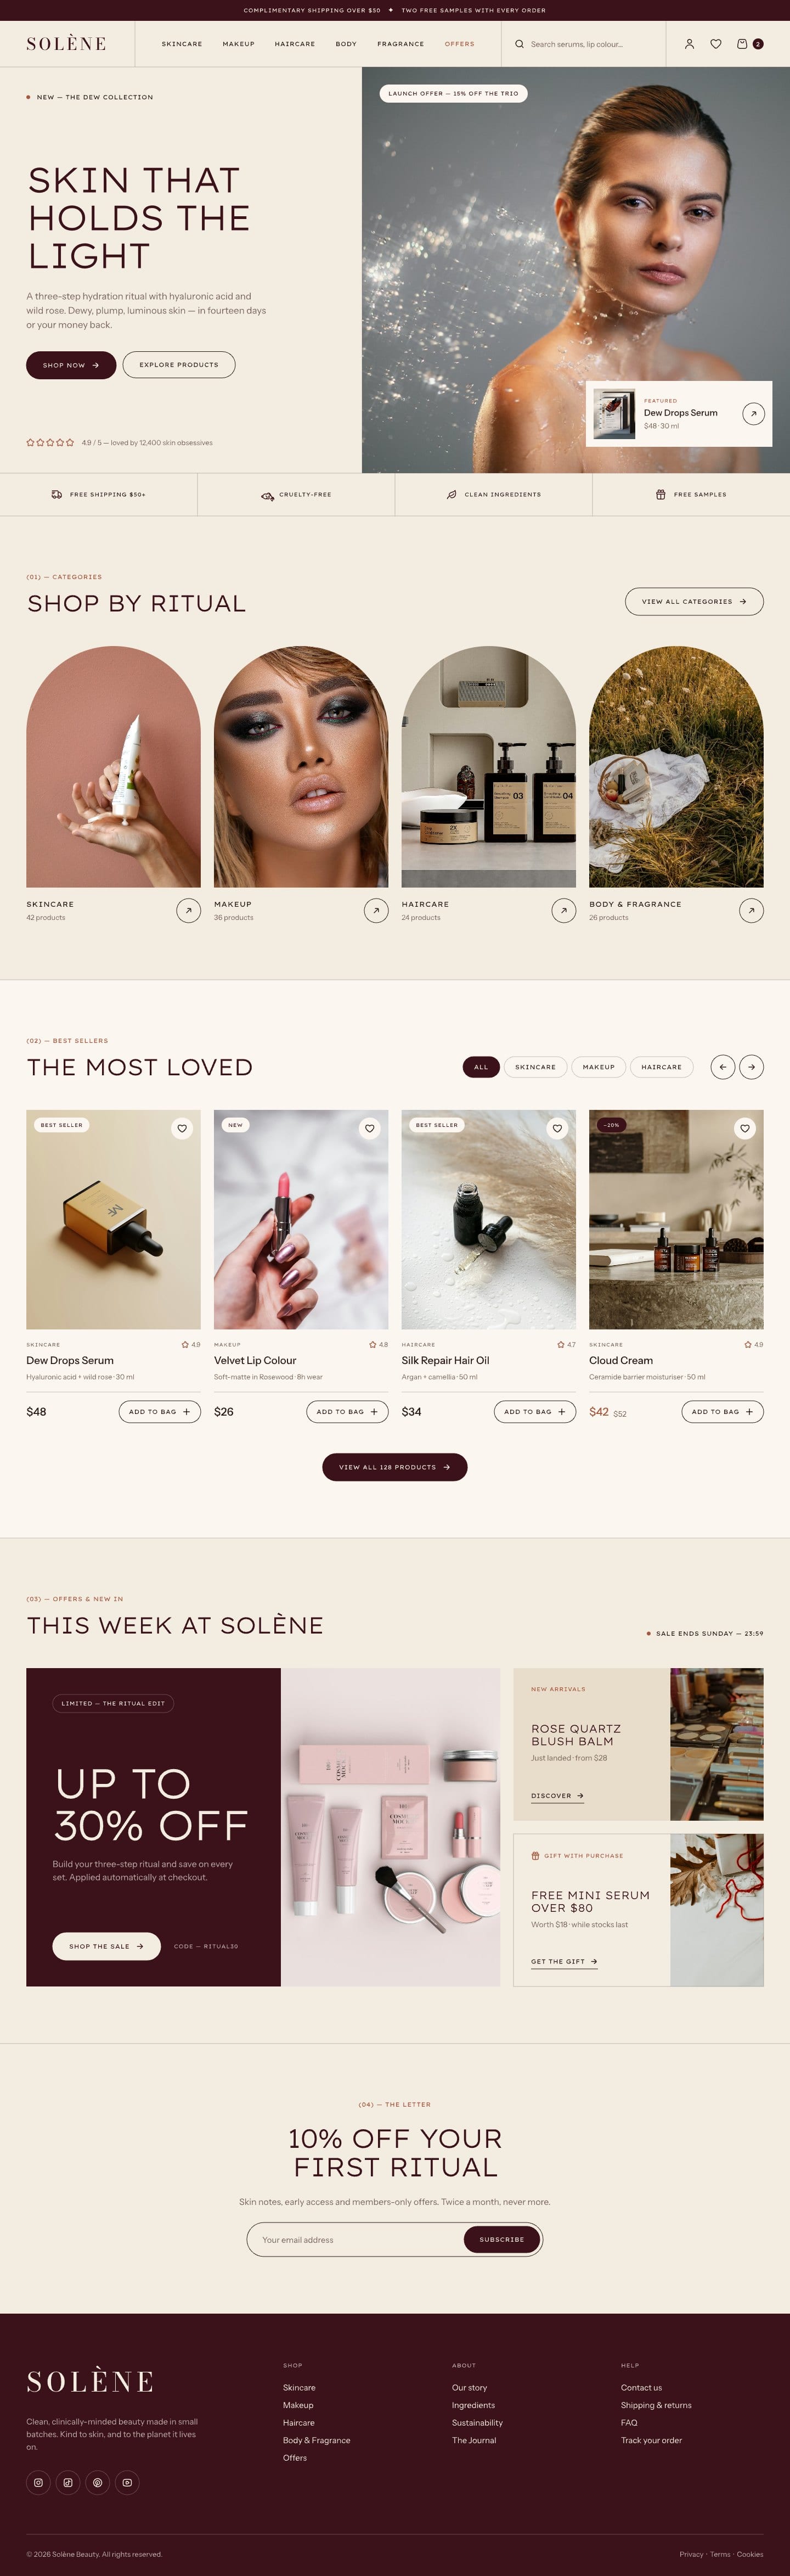 COMPLIMENTARY SHIPPING OVER $50 ✦ TWO FREE SAMPLES WITH EVERY ORDER
SOLÈNE
SKINCARE MAKEUP HAIRCARE BODY FRAGRANCE OFFERS
Search serums, lip colour...
2
NEW — THE DEW COLLECTION
SKIN THAT
HOLDS THE
LIGHT
A three-step hydration ritual with hyaluronic acid and
wild rose. Dewy, plump, luminous skin — in fourteen days
or your money back.
SHOP NOW →
EXPLORE PRODUCTS
4.9 / 5 — loved by 12,400 skin obsessives
LAUNCH OFFER — 15% OFF THE TRIO
FEATURED
Dew Drops Serum
$48 · 30 ml
FREE SHIPPING $50+
CRUELTY-FREE
CLEAN INGREDIENTS
FREE SAMPLES
(01) — CATEGORIES
SHOP BY RITUAL
VIEW ALL CATEGORIES →
03
04
2X
SKINCARE
42 products
MAKEUP
36 products
HAIRCARE
24 products
BODY & FRAGRANCE
26 products
(02) — BEST SELLERS
THE MOST LOVED
ALL SKINCARE MAKEUP HAIRCARE
BEST SELLER
SKINCARE 4.9
Dew Drops Serum
Hyaluronic acid + wild rose · 30 ml
$48 ADD TO BAG +
NEW
MAKEUP 4.8
Velvet Lip Colour
Soft-matte in Rosewood · 8h wear
$26 ADD TO BAG +
BEST SELLER
HAIRCARE 4.7
Silk Repair Hair Oil
Argan + camellia · 50 ml
$34 ADD TO BAG +
−20%
SKINCARE 4.9
Cloud Cream
Ceramide barrier moisturiser · 50 ml
$42 $52 ADD TO BAG +
VIEW ALL 128 PRODUCTS →
(03) — OFFERS & NEW IN
THIS WEEK AT SOLÈNE
SALE ENDS SUNDAY — 23:59
LIMITED — THE RITUAL EDIT
UP TO
30% OFF
Build your three-step ritual and save on every
set. Applied automatically at checkout.
SHOP THE SALE →
CODE — RITUAL30
NEW ARRIVALS
ROSE QUARTZ
BLUSH BALM
Just landed · from $28
DISCOVER →
GIFT WITH PURCHASE
FREE MINI SERUM
OVER $80
Worth $18 · while stocks last
GET THE GIFT →
(04) — THE LETTER
10% OFF YOUR
FIRST RITUAL
Skin notes, early access and members-only offers. Twice a month, never more.
Your email address
SUBSCRIBE
SOLÈNE
Clean, clinically-minded beauty made in small
batches. Kind to skin, and to the planet it lives
on.
SHOP
Skincare
Makeup
Haircare
Body & Fragrance
Offers
ABOUT
Our story
Ingredients
Sustainability
The Journal
HELP
Contact us
Shipping & returns
FAQ
Track your order
© 2026 Solène Beauty. All rights reserved.
Privacy · Terms · Cookies